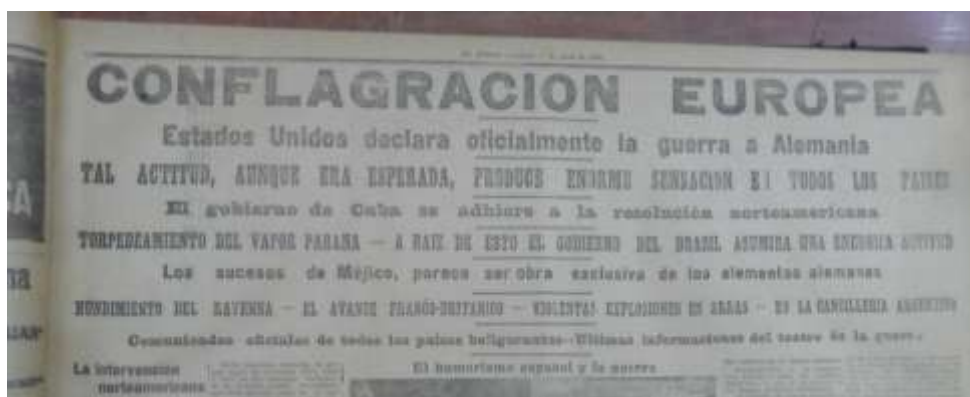 CONFLAGRACION EUROPEA
Estados Unidos declara oficialmente la guerra a Alemania
TAL ACTITUD, AUNQUE ERA ESPERADA, PRODUCE ENORME SENSACION EN TODOS LOS PAISES
El gobierno de Cuba se adhiere a la resolución norteamericana
TORPEDEAMIENTO DEL VAPOR PARANA — A RAIZ DE ESTO EL GOBIERNO DEL BRASIL ASUMIRA UNA ENERGICA ACTITUD
Los sucesos de Méjico, parece ser obra exclusiva de los elementos alemanes
HUNDIMIENTO DEL RAVENNA — EL AVANCE FRANCO-BRITANICO — VIOLENTAS EXPLOSIONES EN ARRAS — EN LA CANCILLERIA ARGENTINA
Comunicados oficiales de todos los países beligerantes—Ultimas informaciones del teatro de la guerra
La intervención
norteamericana
El humorismo español y la guerra